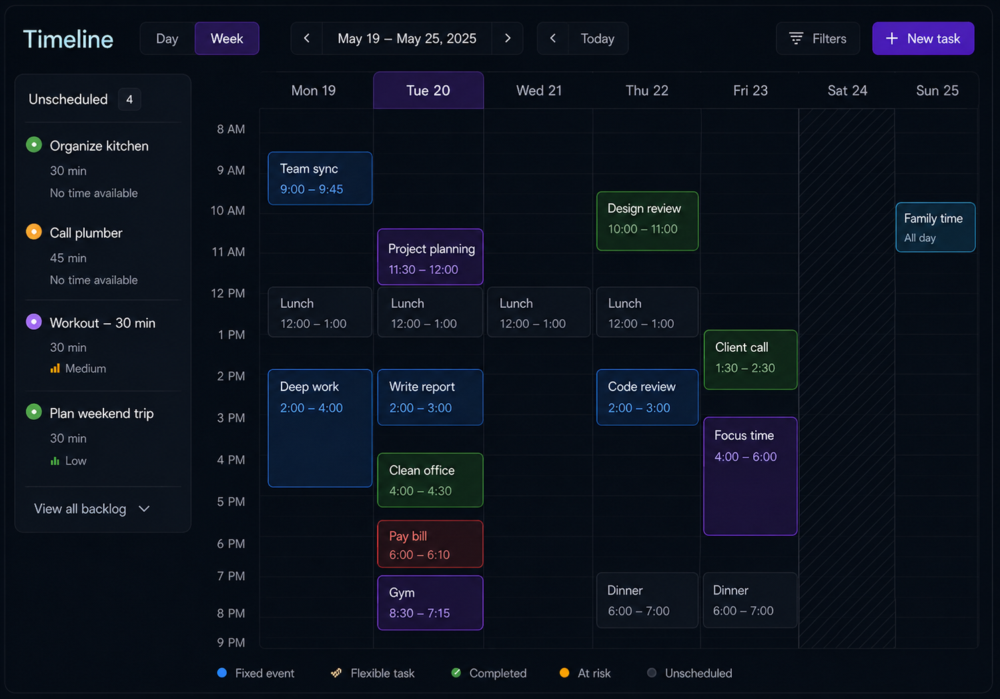 Timeline
Day
Week
May 19 – May 25, 2025
Today
Filters
New task
Unscheduled 4
Organize kitchen
30 min
No time available
Call plumber
45 min
No time available
Workout – 30 min
30 min
Medium
Plan weekend trip
30 min
Low
View all backlog
Mon 19
Tue 20
Wed 21
Thu 22
Fri 23
Sat 24
Sun 25
8 AM
9 AM
10 AM
11 AM
12 PM
1 PM
2 PM
3 PM
4 PM
5 PM
6 PM
7 PM
8 PM
9 PM
Team sync
9:00 – 9:45
Lunch
12:00 – 1:00
Deep work
2:00 – 4:00
Project planning
11:30 – 12:00
Lunch
12:00 – 1:00
Write report
2:00 – 3:00
Clean office
4:00 – 4:30
Pay bill
6:00 – 6:10
Gym
8:30 – 7:15
Lunch
12:00 – 1:00
Design review
10:00 – 11:00
Lunch
12:00 – 1:00
Code review
2:00 – 3:00
Dinner
6:00 – 7:00
Client call
1:30 – 2:30
Focus time
4:00 – 6:00
Dinner
6:00 – 7:00
Family time
All day
Fixed event
Flexible task
Completed
At risk
Unscheduled